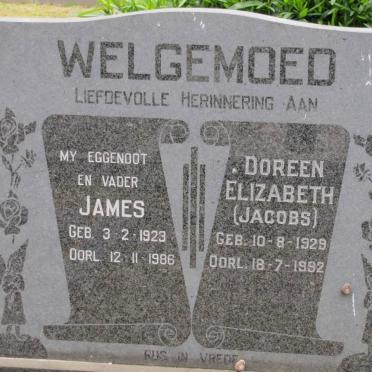 WELGEMOED
LIEFDEVOLLE HERINNERING AAN
MY EGGENOOT
EN VADER
JAMES
GEB. 3-2-1923
OORL. 12-11-1986
DOREEN
ELIZABETH
(JACOBS)
GEB. 10-8-1929
OORL. 18-7-1992
RUS IN VREDE